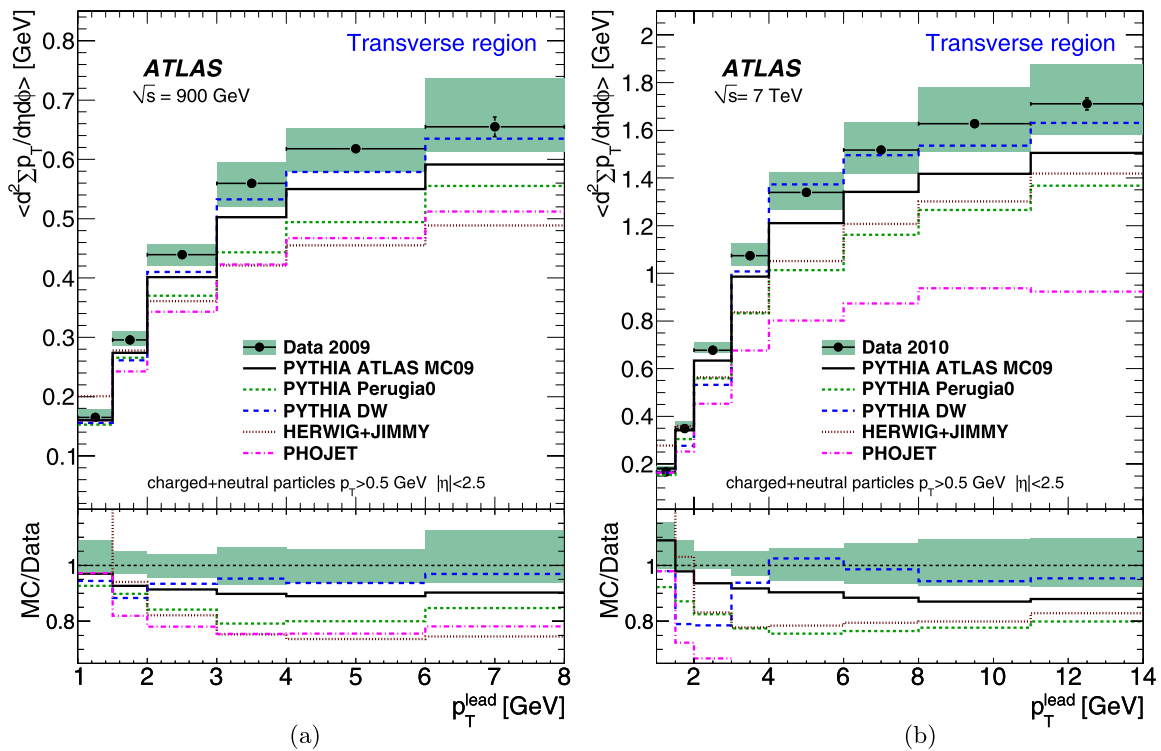 <d²Σp_T/dηdϕ> [GeV]
0.8
0.7
0.6
0.5
0.4
0.3
0.2
0.1
Transverse region
ATLAS
√s = 900 GeV
Data 2009
PYTHIA ATLAS MC09
PYTHIA Perugia0
PYTHIA DW
HERWIG+JIMMY
PHOJET
charged+neutral particles p_T>0.5 GeV |η|<2.5
MC/Data
1
0.8
1 2 3 4 5 6 7 8
p_T^lead [GeV]
(a)
<d²Σp_T/dηdϕ> [GeV]
2
1.8
1.6
1.4
1.2
1
0.8
0.6
0.4
0.2
Transverse region
ATLAS
√s= 7 TeV
Data 2010
PYTHIA ATLAS MC09
PYTHIA Perugia0
PYTHIA DW
HERWIG+JIMMY
PHOJET
charged+neutral particles p_T>0.5 GeV |η|<2.5
MC/Data
1
0.8
2 4 6 8 10 12 14
p_T^lead [GeV]
(b)